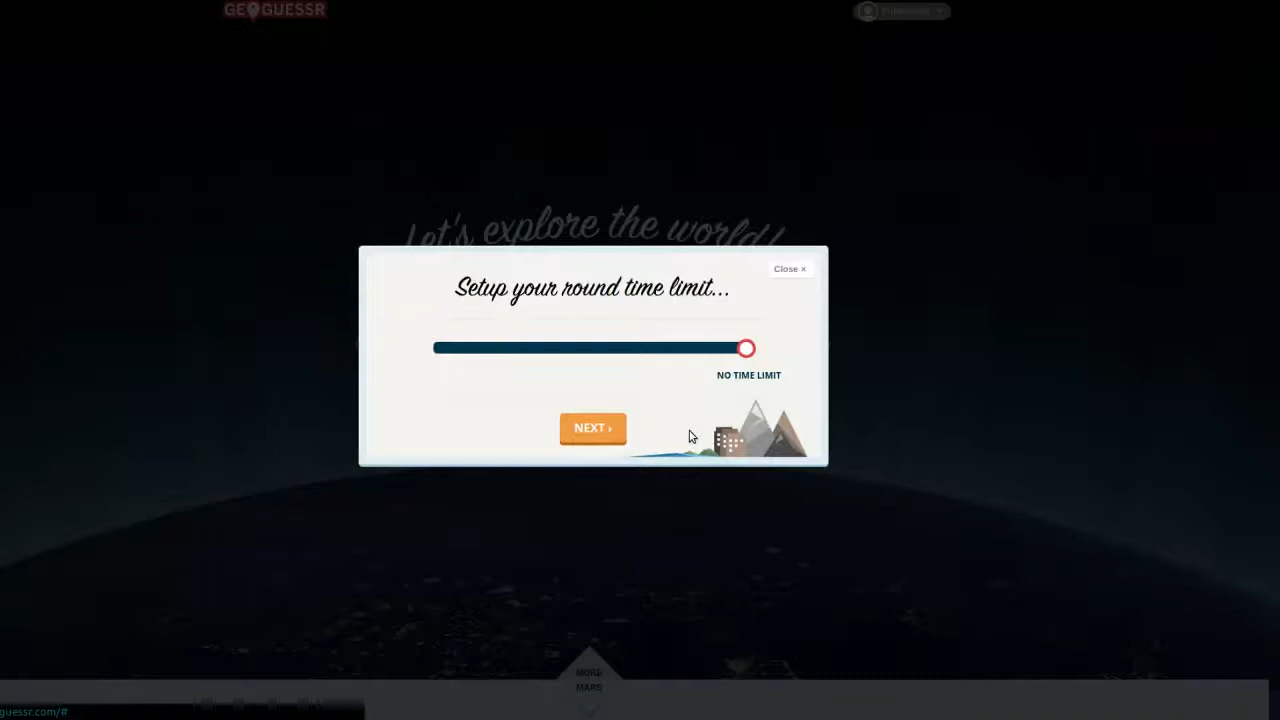 GEOGUESSR
Let's explore the world!
Close ×
Setup your round time limit...
NO TIME LIMIT
NEXT ›
MORE
MAPS
guessr.com/#